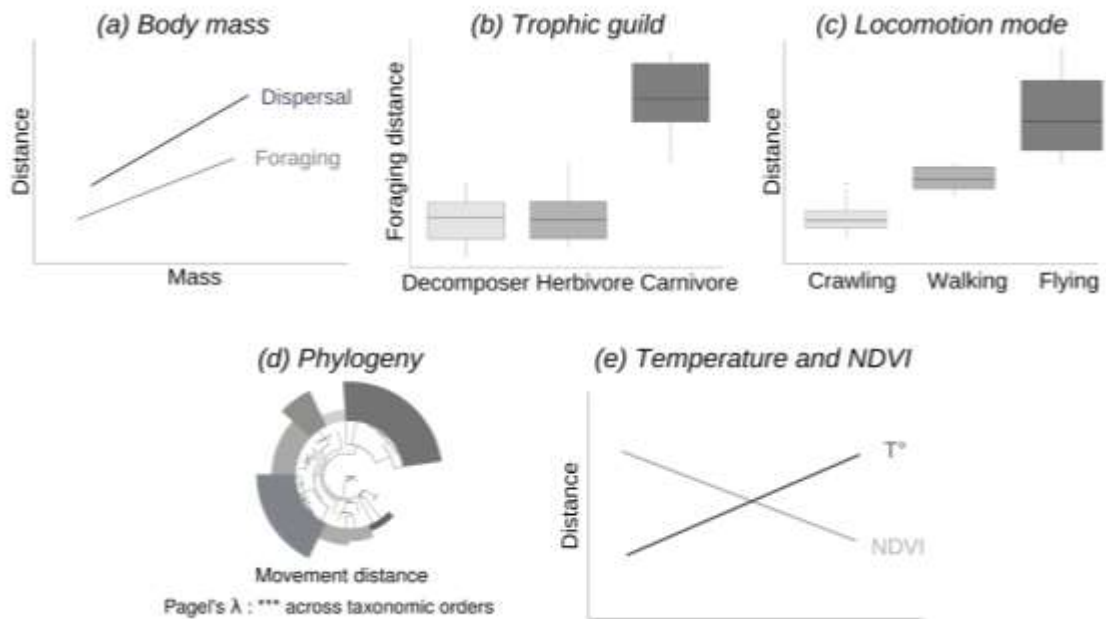 (a) Body mass
Distance
Dispersal
Foraging
Mass
(b) Trophic guild
Foraging distance
Decomposer Herbivore Carnivore
(c) Locomotion mode
Distance
Crawling Walking Flying
(d) Phylogeny
Movement distance
Pagel's λ : *** across taxonomic orders
(e) Temperature and NDVI
Distance
T°
NDVI